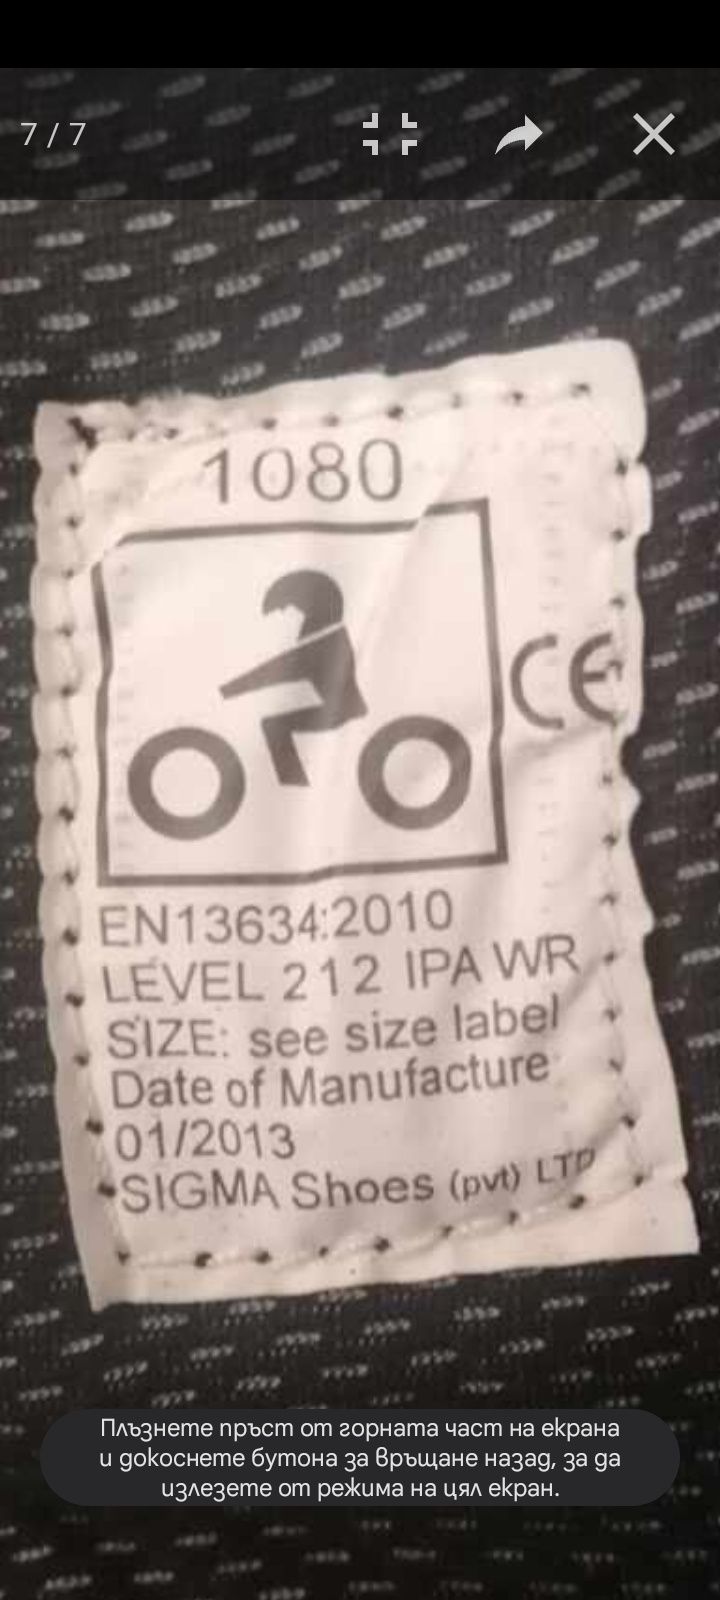 7 / 7
1080
CE
EN13634:2010
LEVEL 212 IPA WR
SIZE: see size label
Date of Manufacture
01/2013
SIGMA Shoes (pvt) LTD
Плъзнете пръст от горната част на екрана
и докоснете бутона за връщане назад, за да
излезете от режима на цял екран.